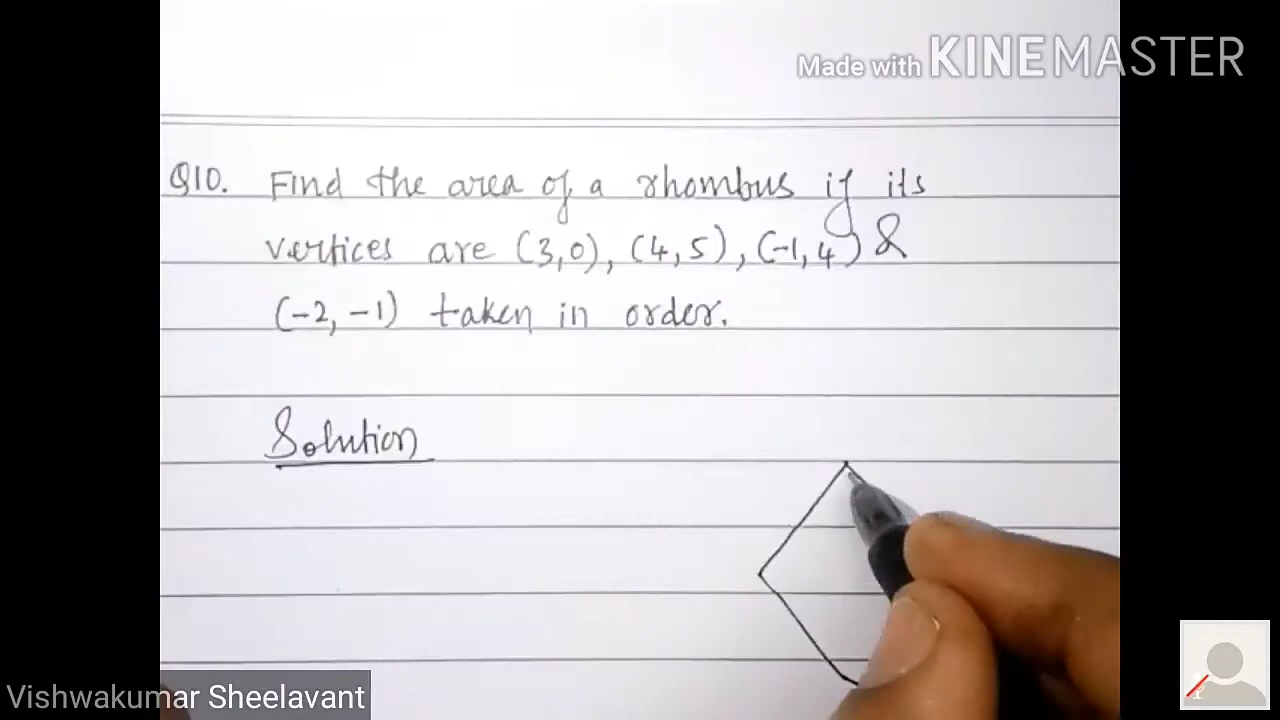 Made with KINEMASTER
Q10. Find the area of a rhombus if its
vertices are (3,0), (4,5), (-1,4) &
(-2,-1) taken in order.
Solution
Vishwakumar Sheelavant